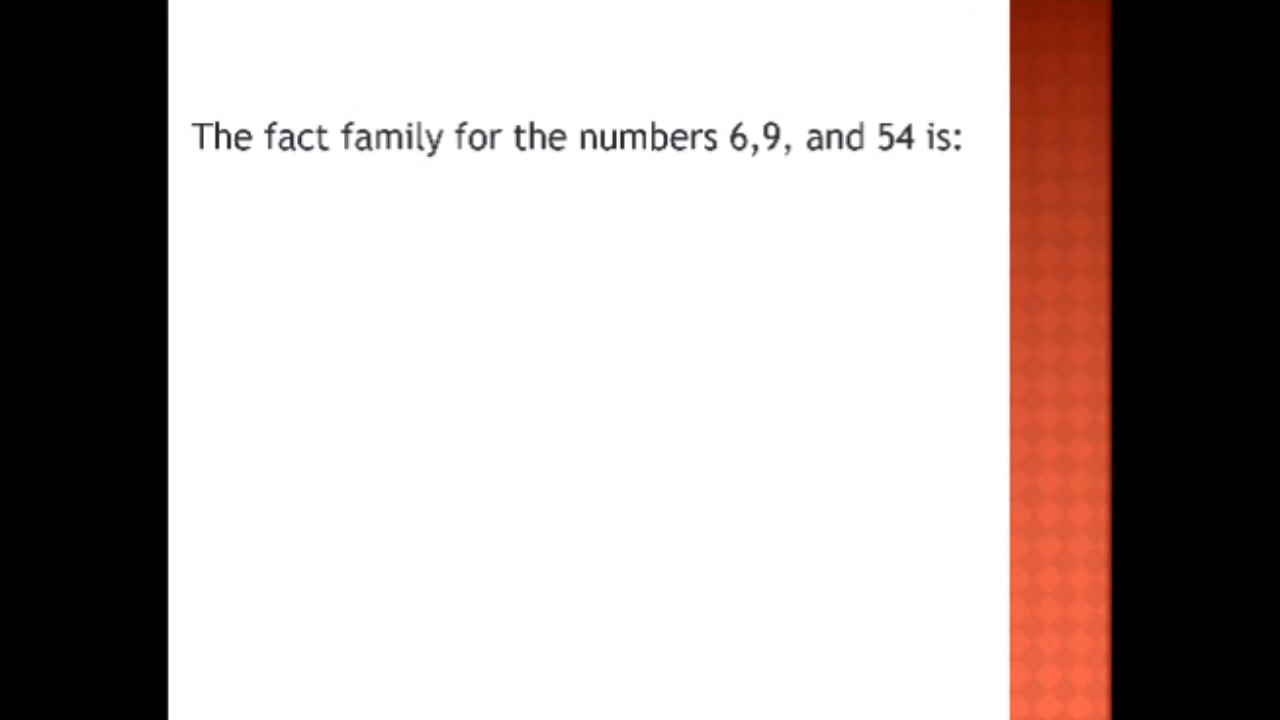 The fact family for the numbers 6,9, and 54 is: